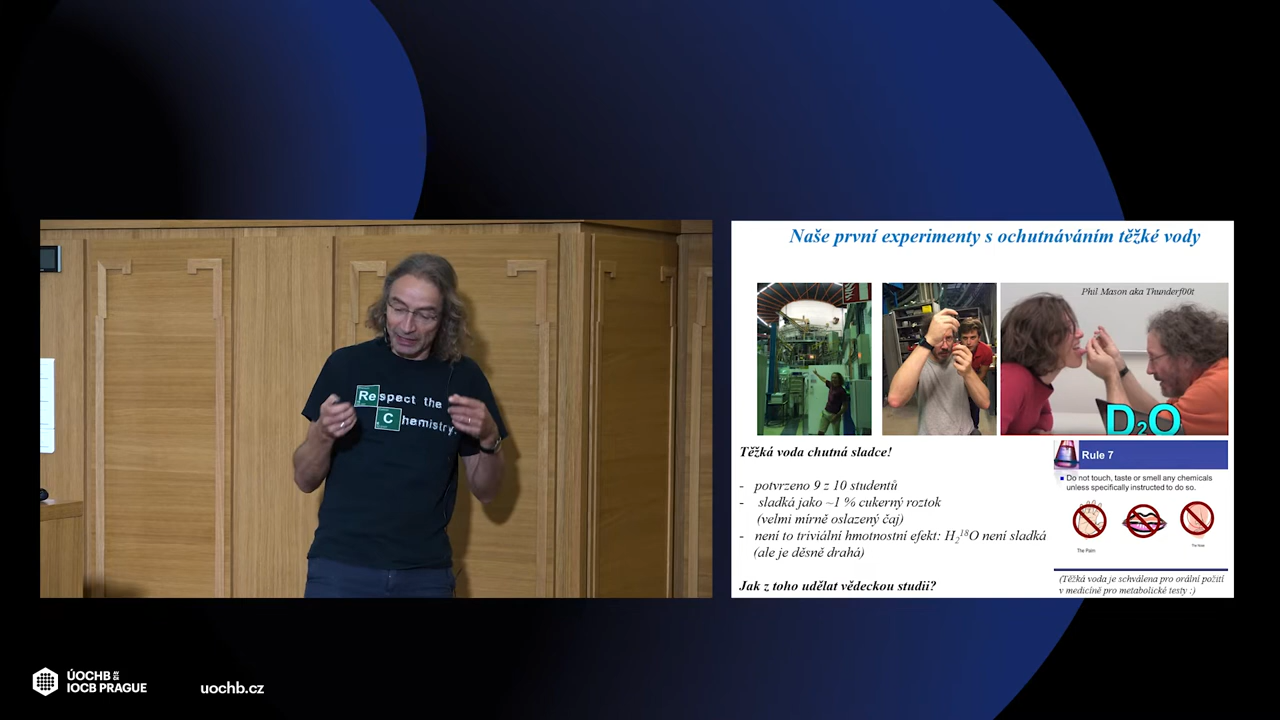 Respect the
Chemistry.
Naše první experimenty s ochutnáváním těžké vody
Phil Mason aka Thunderf00t
D₂O
Těžká voda chutná sladce!
- potvrzeno 9 z 10 studentů
- sladká jako ~1 % cukerný roztok
(velmi mírně oslazený čaj)
- není to triviální hmotnostní efekt: H₂¹⁸O není sladká
(ale je děsně drahá)
Jak z toho udělat vědeckou studii?
Rule 7
Do not touch, taste or smell any chemicals
unless specifically instructed to do so.
The Palm
(Těžká voda je schválena pro orální požití
v medicíně pro metabolické testy :)
ÚOCHB
IOCB PRAGUE
uochb.cz